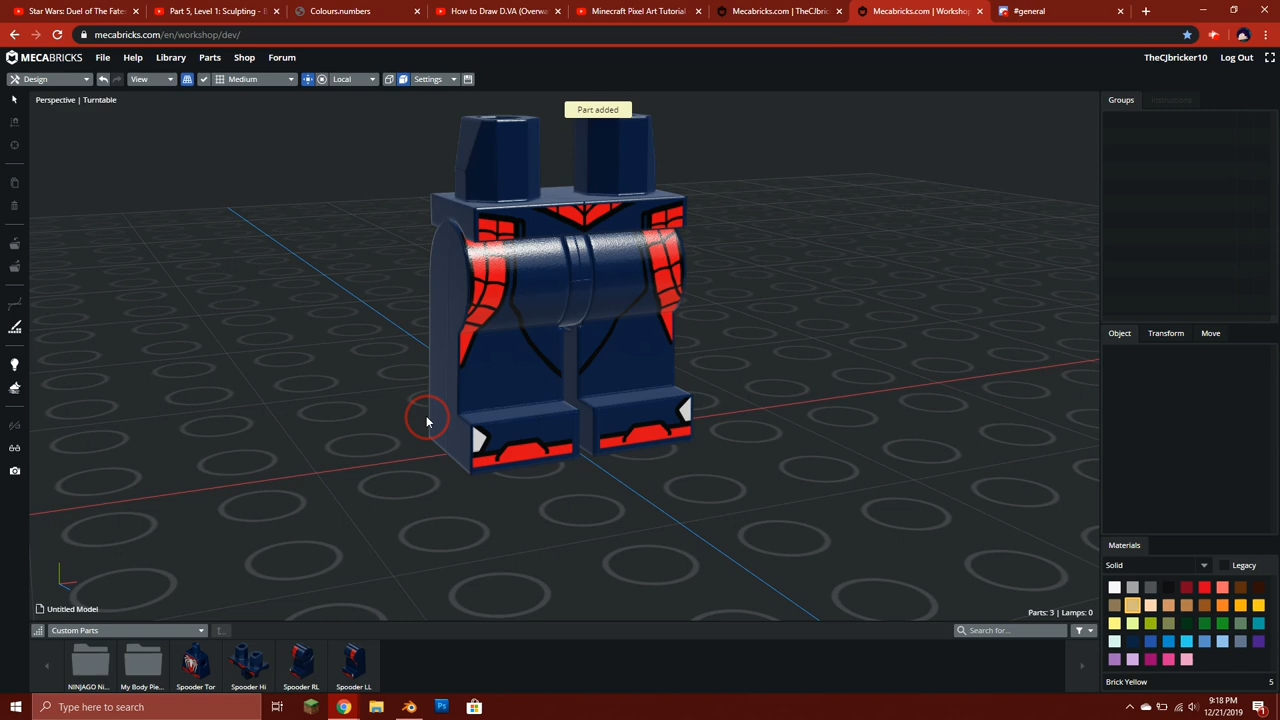 Star Wars: Duel of The Fate
Part 5, Level 1: Sculpting - B
Colours.numbers
How to Draw D.VA (Overwa
Minecraft Pixel Art Tutorial
Mecabricks.com | TheCJbric
Mecabricks.com | Workshop
#general
mecabricks.com/en/workshop/dev/
MECABRICKS File Help Library Parts Shop Forum TheCJbricker10 Log Out
Design View Medium Local Settings
Perspective | Turntable
Part added
Groups Instructions
Object Transform Move
Materials
Solid Legacy
Untitled Model Parts: 3 | Lamps: 0
Custom Parts Search for...
NINJAGO Ni... My Body Pie... Spooder Tor Spooder Hi Spooder RL Spooder LL
Brick Yellow 5
Type here to search
9:18 PM
12/21/2019